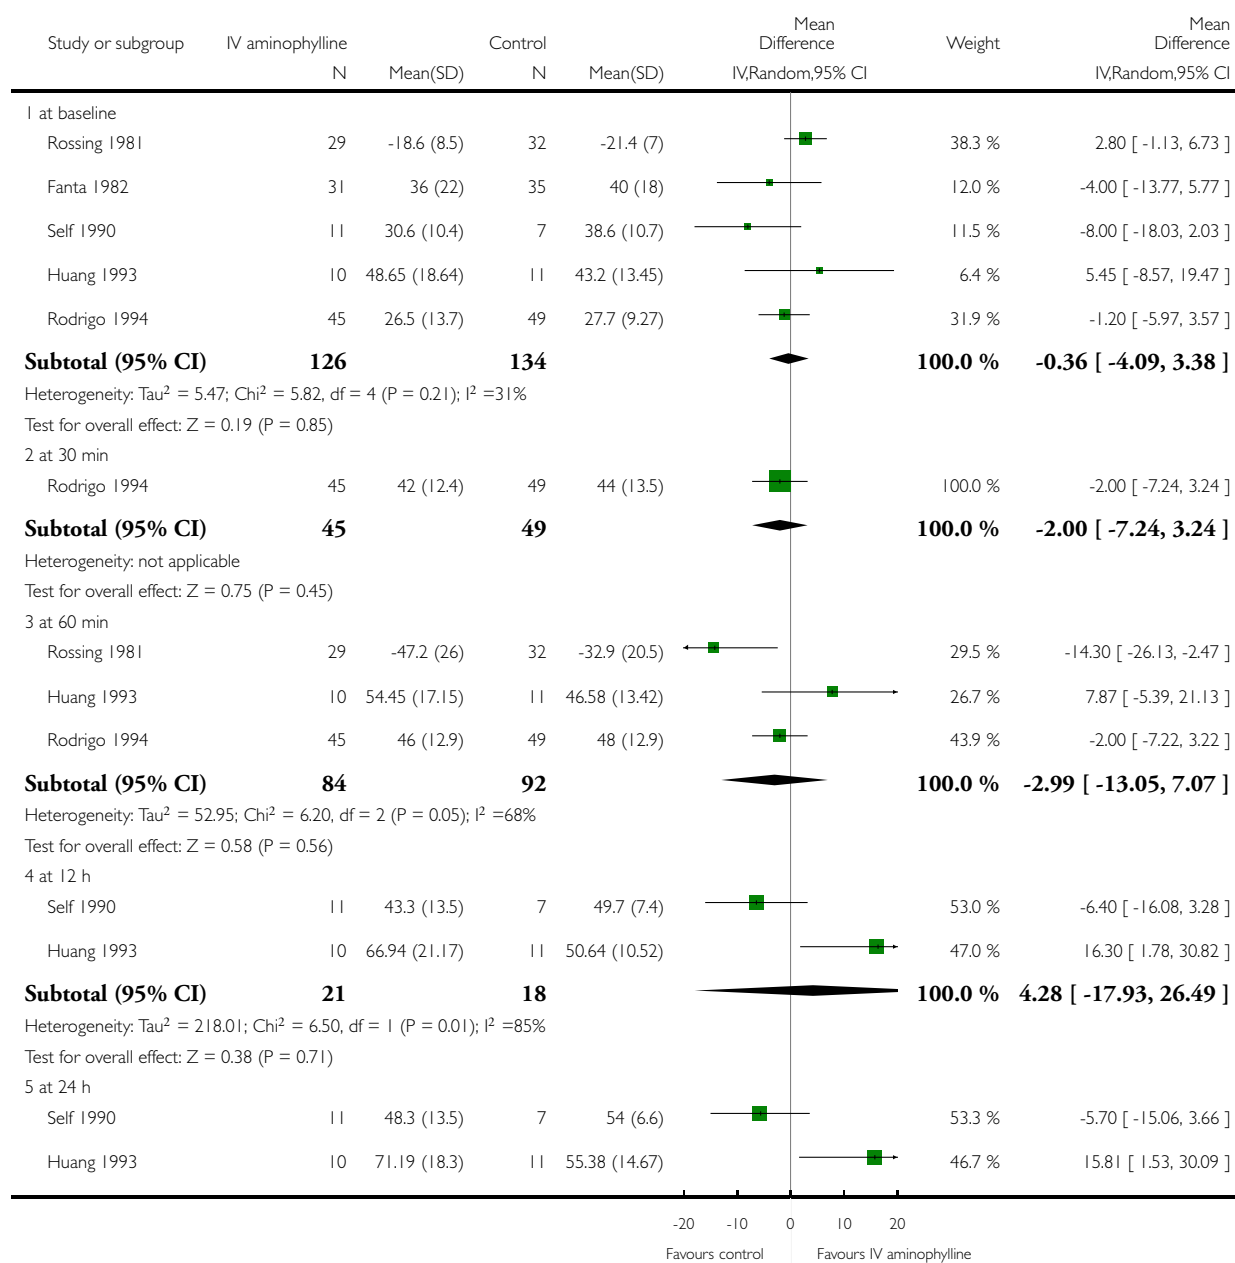 Mean Mean
Study or subgroup IV aminophylline Control Difference Weight Difference
N Mean(SD) N Mean(SD) IV,Random,95% CI IV,Random,95% CI
1 at baseline
Rossing 1981 29 -18.6 (8.5) 32 -21.4 (7) 38.3 % 2.80 [ -1.13, 6.73 ]
Fanta 1982 31 36 (22) 35 40 (18) 12.0 % -4.00 [ -13.77, 5.77 ]
Self 1990 11 30.6 (10.4) 7 38.6 (10.7) 11.5 % -8.00 [ -18.03, 2.03 ]
Huang 1993 10 48.65 (18.64) 11 43.2 (13.45) 6.4 % 5.45 [ -8.57, 19.47 ]
Rodrigo 1994 45 26.5 (13.7) 49 27.7 (9.27) 31.9 % -1.20 [ -5.97, 3.57 ]
Subtotal (95% CI) 126 134 100.0 % -0.36 [ -4.09, 3.38 ]
Heterogeneity: Tau² = 5.47; Chi² = 5.82, df = 4 (P = 0.21); I² =31%
Test for overall effect: Z = 0.19 (P = 0.85)
2 at 30 min
Rodrigo 1994 45 42 (12.4) 49 44 (13.5) 100.0 % -2.00 [ -7.24, 3.24 ]
Subtotal (95% CI) 45 49 100.0 % -2.00 [ -7.24, 3.24 ]
Heterogeneity: not applicable
Test for overall effect: Z = 0.75 (P = 0.45)
3 at 60 min
Rossing 1981 29 -47.2 (26) 32 -32.9 (20.5) 29.5 % -14.30 [ -26.13, -2.47 ]
Huang 1993 10 54.45 (17.15) 11 46.58 (13.42) 26.7 % 7.87 [ -5.39, 21.13 ]
Rodrigo 1994 45 46 (12.9) 49 48 (12.9) 43.9 % -2.00 [ -7.22, 3.22 ]
Subtotal (95% CI) 84 92 100.0 % -2.99 [ -13.05, 7.07 ]
Heterogeneity: Tau² = 52.95; Chi² = 6.20, df = 2 (P = 0.05); I² =68%
Test for overall effect: Z = 0.58 (P = 0.56)
4 at 12 h
Self 1990 11 43.3 (13.5) 7 49.7 (7.4) 53.0 % -6.40 [ -16.08, 3.28 ]
Huang 1993 10 66.94 (21.17) 11 50.64 (10.52) 47.0 % 16.30 [ 1.78, 30.82 ]
Subtotal (95% CI) 21 18 100.0 % 4.28 [ -17.93, 26.49 ]
Heterogeneity: Tau² = 218.01; Chi² = 6.50, df = 1 (P = 0.01); I² =85%
Test for overall effect: Z = 0.38 (P = 0.71)
5 at 24 h
Self 1990 11 48.3 (13.5) 7 54 (6.6) 53.3 % -5.70 [ -15.06, 3.66 ]
Huang 1993 10 71.19 (18.3) 11 55.38 (14.67) 46.7 % 15.81 [ 1.53, 30.09 ]
-20 -10 0 10 20
Favours control Favours IV aminophylline